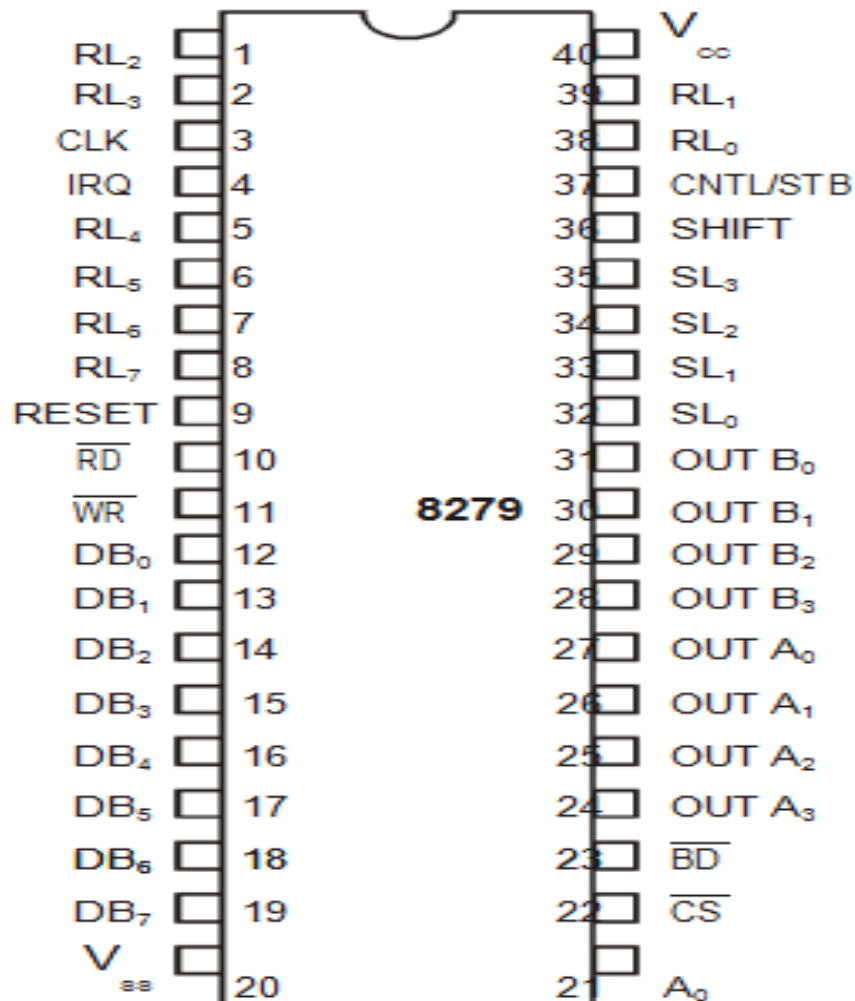 RL₂ 1 40 Vcc
RL₃ 2 39 RL₁
CLK 3 38 RL₀
IRQ 4 37 CNTL/STB
RL₄ 5 36 SHIFT
RL₅ 6 35 SL₃
RL₆ 7 34 SL₂
RL₇ 8 33 SL₁
RESET 9 32 SL₀
R̅D̅ 10 31 OUT B₀
W̅R̅ 11 8279 30 OUT B₁
DB₀ 12 29 OUT B₂
DB₁ 13 28 OUT B₃
DB₂ 14 27 OUT A₀
DB₃ 15 26 OUT A₁
DB₄ 16 25 OUT A₂
DB₅ 17 24 OUT A₃
DB₆ 18 23 B̅D̅
DB₇ 19 22 C̅S̅
Vss 20 21 A₀